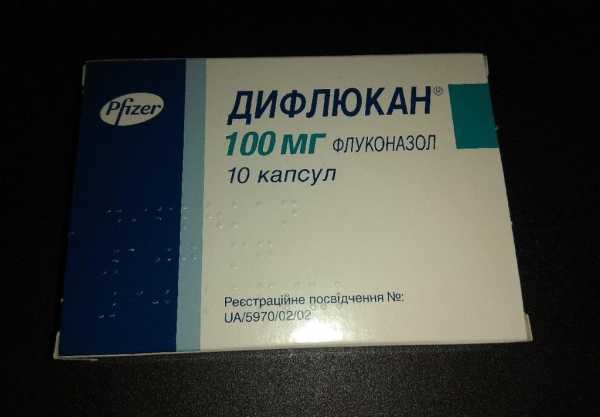 Pfizer
ДИФЛЮКАН®
100 мг ФЛУКОНАЗОЛ
10 капсул
Реєстраційне посвідчення №:
UA/5970/02/02